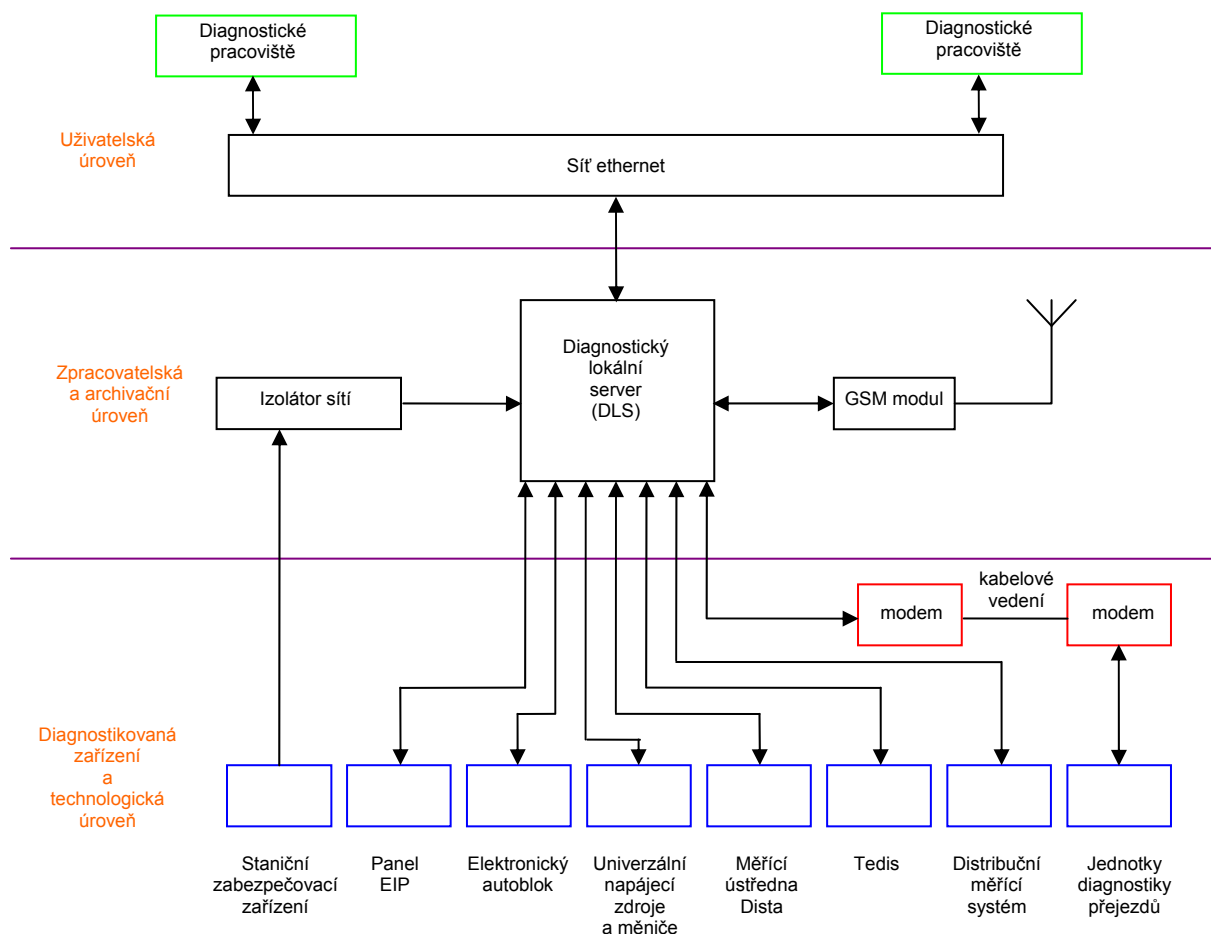 Diagnostické
pracoviště
Diagnostické
pracoviště
Uživatelská
úroveň
Síť ethernet
Zpracovatelská
a archivační
úroveň
Izolátor sítí
Diagnostický
lokální
server
(DLS)
GSM modul
modem
kabelové
vedení
modem
Diagnostikovaná
zařízení
a
technologická
úroveň
Staniční
zabezpečovací
zařízení
Panel
EIP
Elektronický
autoblok
Univerzální
napájecí
zdroje
a měniče
Měřící
ústředna
Dista
Tedis
Distribuční
měřící
systém
Jednotky
diagnostiky
přejezdů